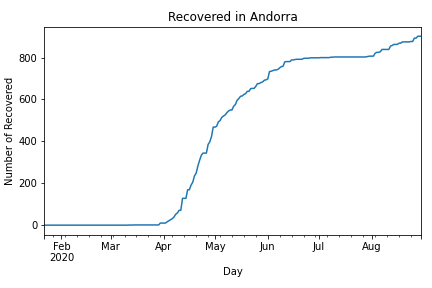 Recovered in Andorra
Number of Recovered
800
600
400
200
0
Feb
2020
Mar
Apr
May
Jun
Jul
Aug
Day